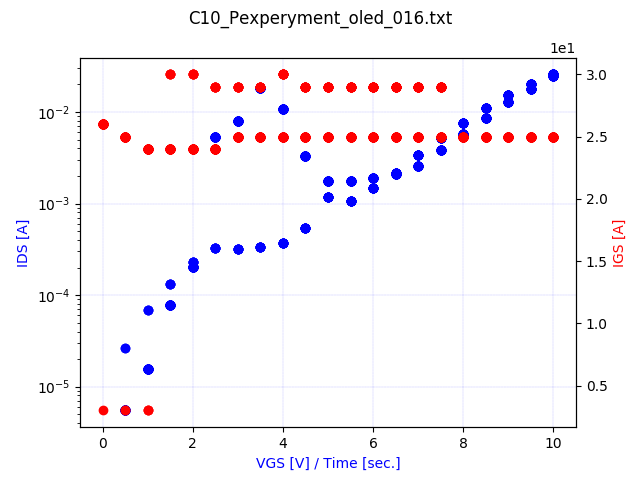 C10_Pexperyment_oled_016.txt
1e1
10⁻²
10⁻³
10⁻⁴
10⁻⁵
IDS [A]
3.0
2.5
2.0
1.5
1.0
0.5
IGS [A]
0 2 4 6 8 10
VGS [V] / Time [sec.]